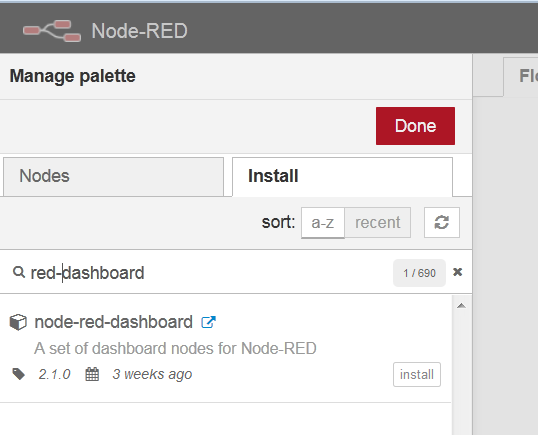 Node-RED
Manage palette
Done
Nodes
Install
sort: a-z recent
red-dashboard
1 / 690
node-red-dashboard
A set of dashboard nodes for Node-RED
2.1.0 3 weeks ago
install